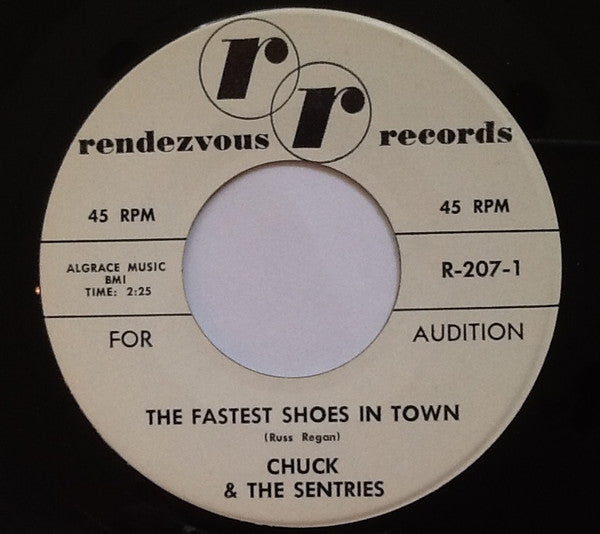 r r
rendezvous records
45 RPM 45 RPM
ALGRACE MUSIC
BMI
TIME: 2:25
R-207-1
FOR AUDITION
THE FASTEST SHOES IN TOWN
(Russ Regan)
CHUCK
& THE SENTRIES